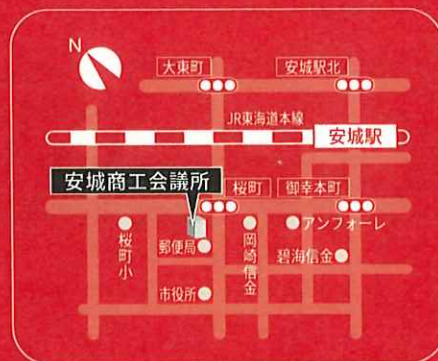 N
大東町
安城駅北
JR東海道本線
安城駅
安城商工会議所
桜町
御幸本町
桜町小
郵便局
岡崎信金
アンフォーレ
碧海信金
市役所